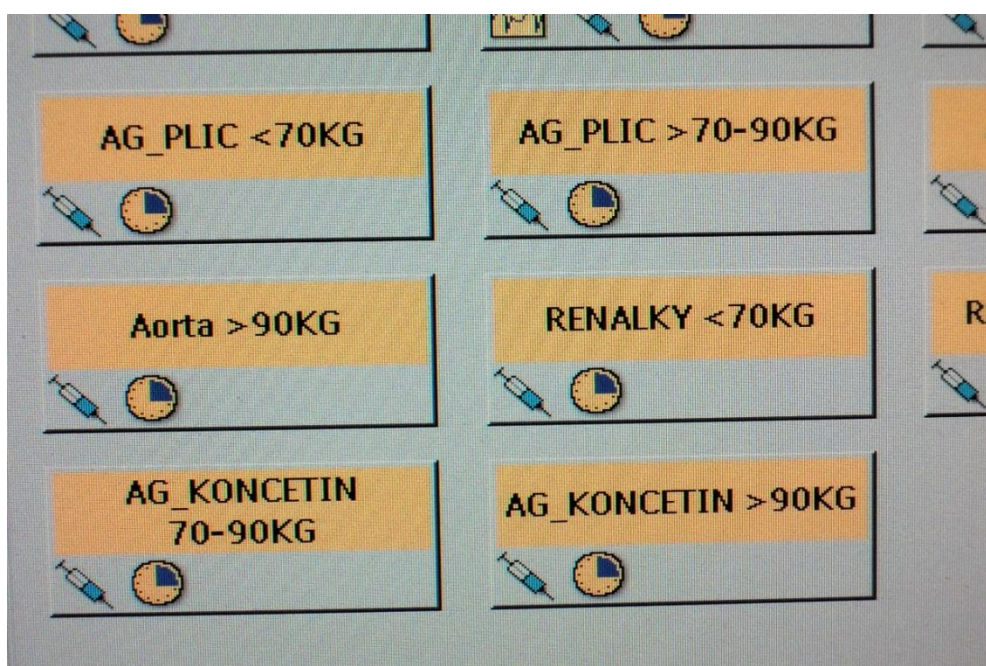 AG_PLIC <70KG
AG_PLIC >70-90KG
Aorta >90KG
RENALKY <70KG
R
AG_KONCETIN
70-90KG
AG_KONCETIN >90KG